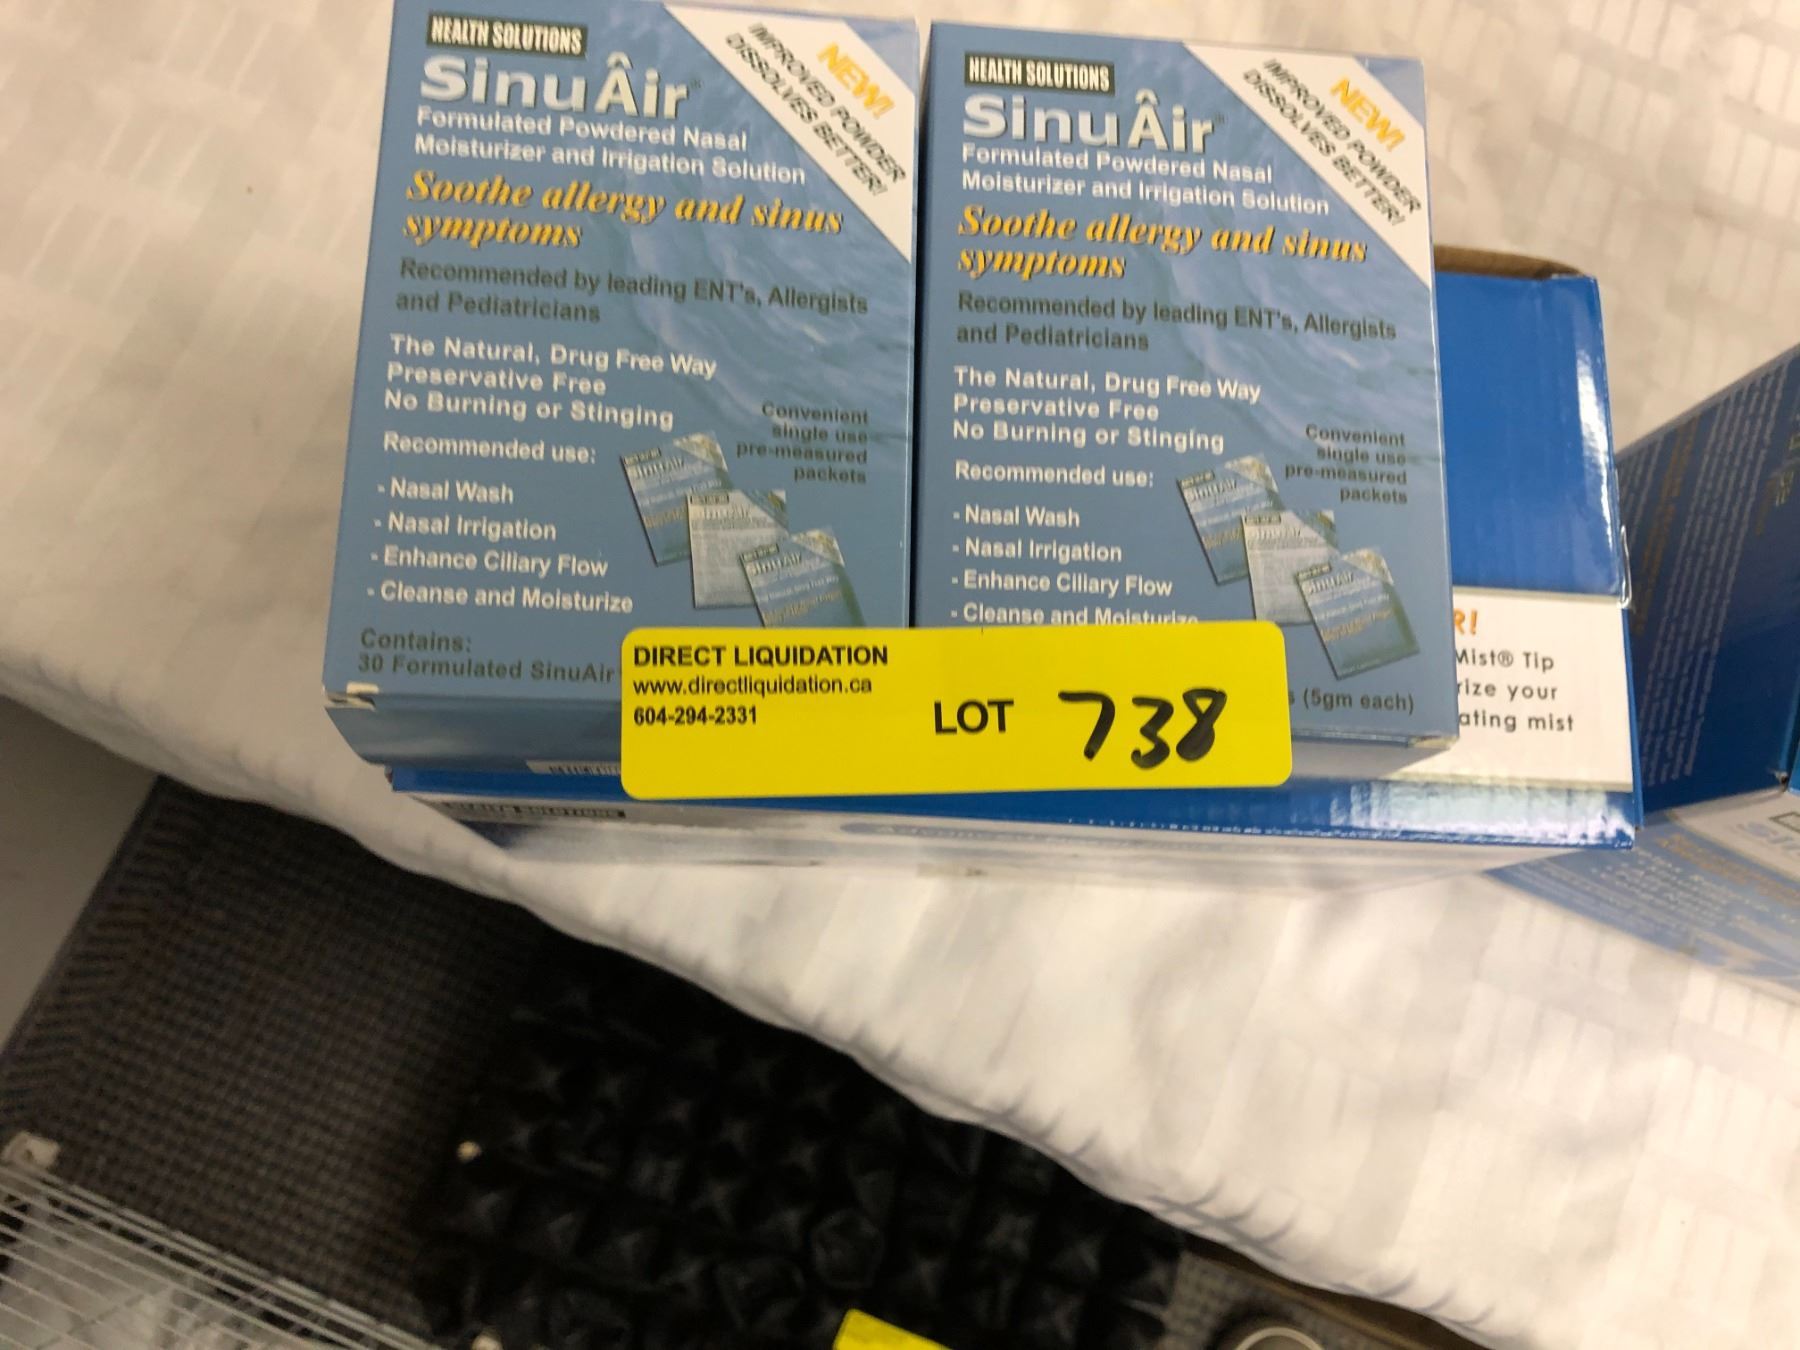 HEALTH SOLUTIONS
SinuÂir
Formulated Powdered Nasal
Moisturizer and Irrigation Solution
Soothe allergy and sinus
symptoms
Recommended by leading ENT's, Allergists
and Pediatricians
The Natural, Drug Free Way
Preservative Free
No Burning or Stinging
Recommended use:
- Nasal Wash
- Nasal Irrigation
- Enhance Ciliary Flow
- Cleanse and Moisturize
Contains:
30 Formulated SinuAir
NEW!
IMPROVED POWDER
DISSOLVES BETTER!
Convenient
single use
pre-measured
packets
HEALTH SOLUTIONS
SinuÂir
Formulated Powdered Nasal
Moisturizer and Irrigation Solution
Soothe allergy and sinus
symptoms
Recommended by leading ENT's, Allergists
and Pediatricians
The Natural, Drug Free Way
Preservative Free
No Burning or Stinging
Recommended use:
- Nasal Wash
- Nasal Irrigation
- Enhance Ciliary Flow
- Cleanse and Moisturize
(5gm each)
NEW!
IMPROVED POWDER
DISSOLVES BETTER!
Convenient
single use
pre-measured
packets
DIRECT LIQUIDATION
www.directliquidation.ca
604-294-2331
LOT 738
R!
Mist® Tip
rize your
ating mist
HEALTH SOLUTIONS